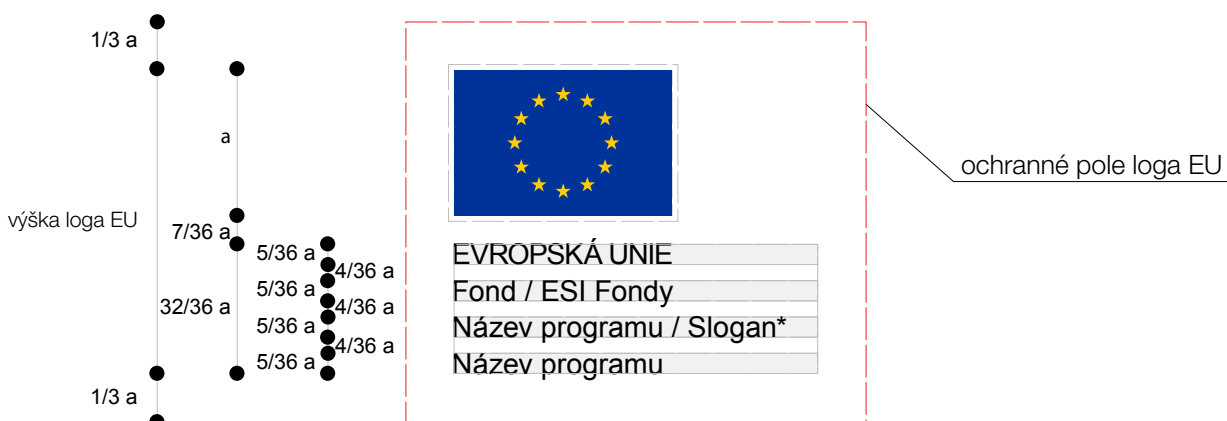 1/3 a
a
výška loga EU
7/36 a
32/36 a
5/36 a
4/36 a
5/36 a
4/36 a
5/36 a
4/36 a
5/36 a
1/3 a
EVROPSKÁ UNIE
Fond / ESI Fondy
Název programu / Slogan*
Název programu
ochranné pole loga EU